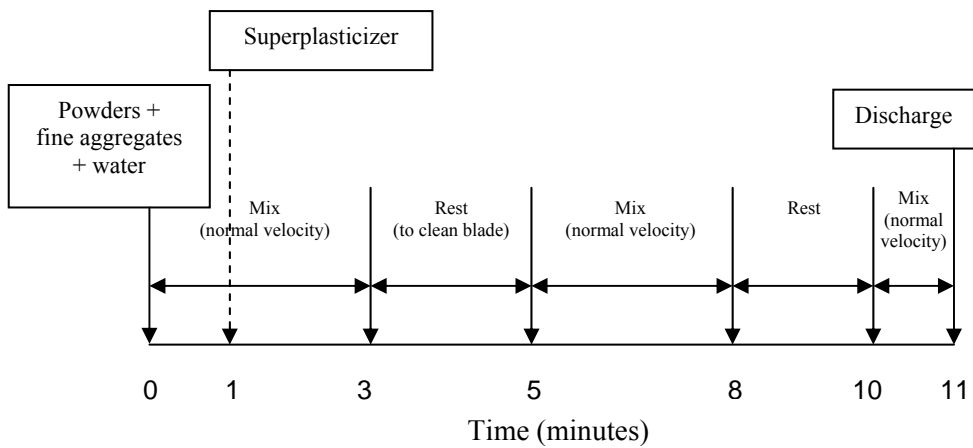 Superplasticizer
Powders +
fine aggregates
+ water
Discharge
Mix
(normal velocity)
Rest
(to clean blade)
Mix
(normal velocity)
Rest
Mix
(normal
velocity)
0 1 3 5 8 10 11
Time (minutes)